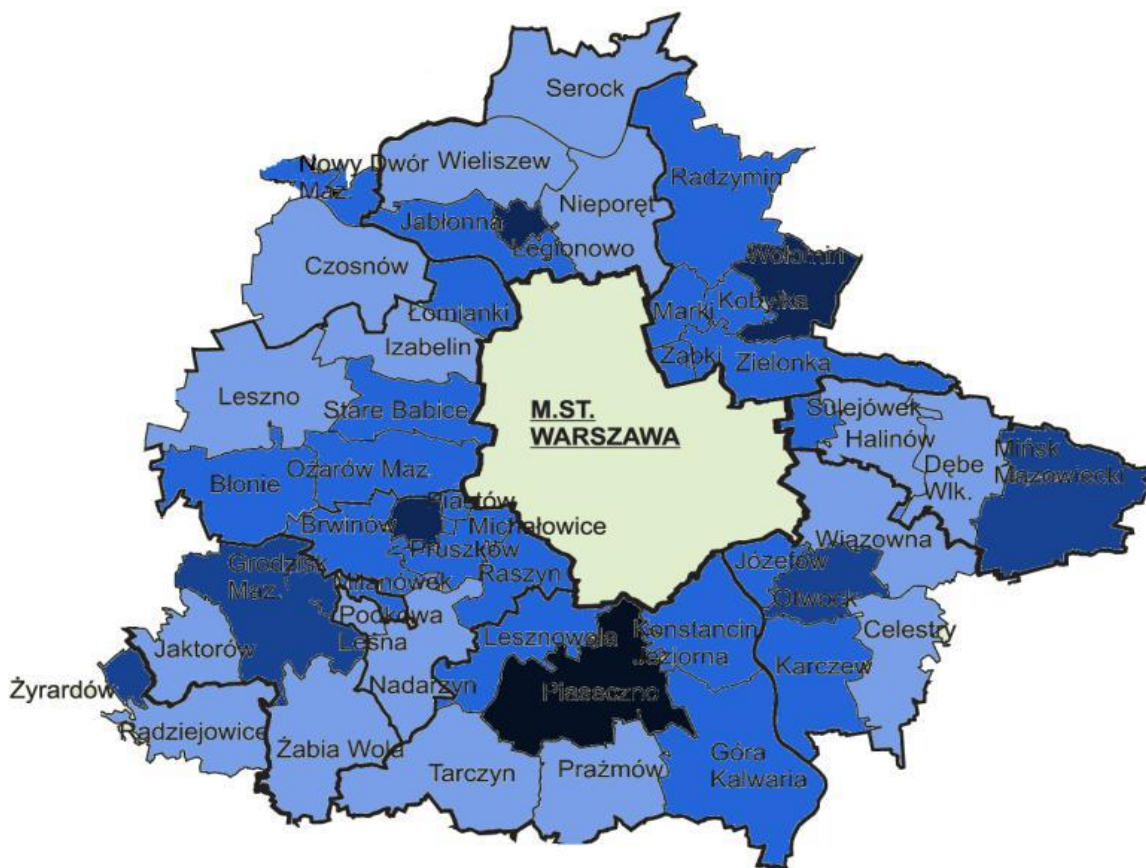 Serock
Nowy Dwór
Maz.
Wieliszew
Radzymin
Nieporęt
Jabłonna
Legionowo
Wołomin
Czosnów
Łomianki
Marki
Kobyłka
Izabelin
Ząbki
Zielonka
Leszno
Stare Babice
M.ST.
WARSZAWA
Sulejówek
Halinów
Dębe
Wlk.
Mińsk
Mązowiecki
Błonie
Ożarów Maz.
Piastów
Brwinów
Michałowice
Pruszków
Wiązowna
Grodzisk
Maz.
Milanówek
Raszyn
Józefów
Otwock
Podkowa
Leśna
Jaktorów
Lesznowola
Konstancin
Jeziorna
Celestry
Karczew
Żyrardów
Nadarzyn
Piaseczno
Radziejowice
Żabia Wola
Tarczyn
Prażmów
Góra
Kalwaria